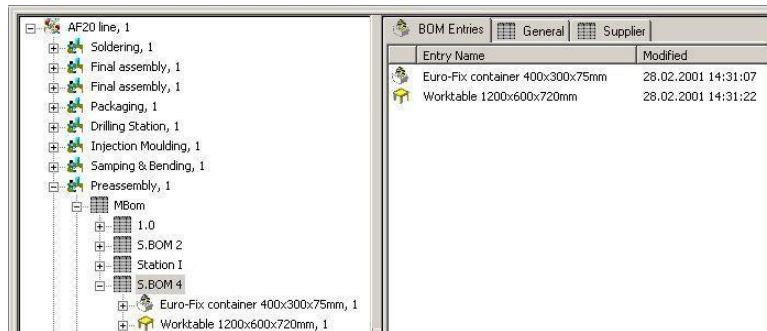 AF20 line, 1
Soldering, 1
Final assembly, 1
Final assembly, 1
Packaging, 1
Drilling Station, 1
Injection Moulding, 1
Samping & Bending, 1
Preassembly, 1
MBom
1.0
S.BOM 2
Station I
S.BOM 4
Euro-Fix container 400x300x75mm, 1
Worktable 1200x600x720mm, 1
BOM Entries General Supplier
Entry Name Modified
Euro-Fix container 400x300x75mm 28.02.2001 14:31:07
Worktable 1200x600x720mm 28.02.2001 14:31:22